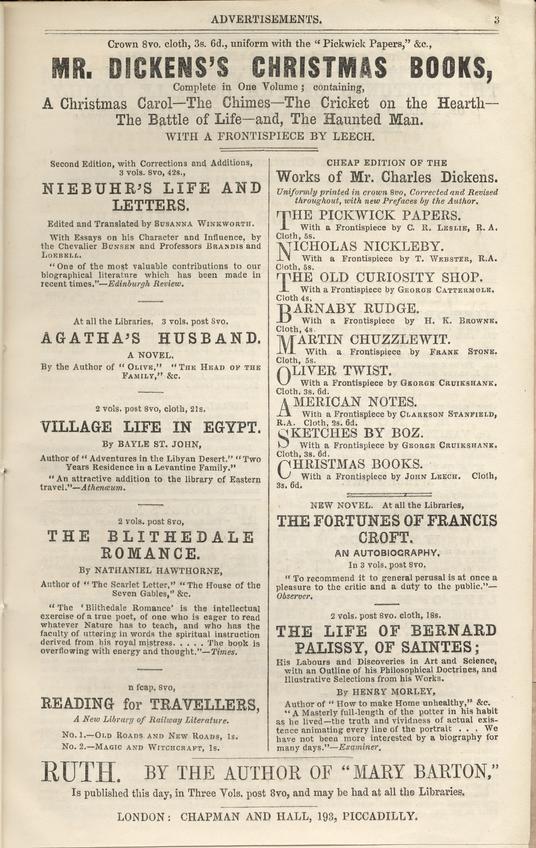 ADVERTISEMENTS. 3
Crown 8vo. cloth, 3s. 6d., uniform with the "Pickwick Papers," &c.,
MR. DICKENS'S CHRISTMAS BOOKS,
Complete in One Volume; containing,
A Christmas Carol—The Chimes—The Cricket on the Hearth—
The Battle of Life—and, The Haunted Man.
WITH A FRONTISPIECE BY LEECH.
Second Edition, with Corrections and Additions,
3 vols. 8vo, 42s.,
NIEBUHR'S LIFE AND
LETTERS.
Edited and Translated by SUSANNA WINKWORTH.
With Essays on his Character and Influence, by
the Chevalier BUNSEN and Professors BRANDIS and
LOEBELL.
"One of the most valuable contributions to our
biographical literature which has been made in
recent times."—Edinburgh Review.
At all the Libraries. 3 vols. post 8vo.
AGATHA'S HUSBAND.
A NOVEL.
By the Author of "OLIVE," "THE HEAD OF THE
FAMILY," &c.
2 vols. post 8vo, cloth, 21s.
VILLAGE LIFE IN EGYPT.
By BAYLE ST. JOHN,
Author of "Adventures in the Libyan Desert." "Two
Years Residence in a Levantine Family."
"An attractive addition to the library of Eastern
travel."—Athenæum.
2 vols. post 8vo,
THE BLITHEDALE
ROMANCE.
By NATHANIEL HAWTHORNE,
Author of "The Scarlet Letter," "The House of the
Seven Gables," &c.
"The 'Blithedale Romance' is the intellectual
exercise of a true poet, of one who is eager to read
whatever Nature has to teach, and who has the
faculty of uttering in words the spiritual instruction
derived from his royal mistress. . . . . The book is
overflowing with energy and thought."—Times.
n fcap, 8vo,
READING for TRAVELLERS,
A New Library of Railway Literature.
No. 1.—OLD ROADS AND NEW ROADS, 1s.
No. 2.—MAGIC AND WITCHCRAFT, 1s.
CHEAP EDITION OF THE
Works of Mr. Charles Dickens.
Uniformly printed in crown 8vo, Corrected and Revised
throughout, with new Prefaces by the Author.
THE PICKWICK PAPERS.
With a Frontispiece by C. R. LESLIE, R. A.
Cloth, 5s.
NICHOLAS NICKLEBY.
With a Frontispiece by T. WEBSTER, R.A.
Cloth, 5s.
THE OLD CURIOSITY SHOP.
With a Frontispiece by GEORGE CATTERMOLE.
Cloth 4s.
BARNABY RUDGE.
With a Frontispiece by H. K. BROWNE.
Cloth, 4s.
MARTIN CHUZZLEWIT.
With a Frontispiece by FRANK STONE.
Cloth, 5s.
OLIVER TWIST.
With a Frontispiece by GEORGE CRUIKSHANK.
Cloth, 3s. 6d.
AMERICAN NOTES.
With a Frontispiece by CLARKSON STANFIELD,
R.A. Cloth, 2s. 6d.
SKETCHES BY BOZ.
With a Frontispiece by GEORGE CRUIKSHANK.
Cloth, 3s. 6d.
CHRISTMAS BOOKS.
With a Frontispiece by JOHN LEECH. Cloth,
3s. 6d.
NEW NOVEL. At all the Libraries,
THE FORTUNES OF FRANCIS
CROFT.
AN AUTOBIOGRAPHY,
In 3 vols. post 8vo,
"To recommend it to general perusal is at once a
pleasure to the critic and a duty to the public."—
Observer.
2 vols. post 8vo. cloth, 18s.
THE LIFE OF BERNARD
PALISSY, OF SAINTES;
His Labours and Discoveries in Art and Science,
with an Outline of his Philosophical Doctrines, and
Illustrative Selections from his Works.
By HENRY MORLEY,
Author of "How to make Home unhealthy," &c.
"A Masterly full-length of the potter in his habit
as he lived—the truth and vividness of actual exis-
tence animating every line of the portrait . . . We
have not been more interested by a biography for
many days."—Examiner.
RUTH. BY THE AUTHOR OF "MARY BARTON,"
Is published this day, in Three Vols. post 8vo, and may be had at all the Libraries.
LONDON: CHAPMAN AND HALL, 193, PICCADILLY.